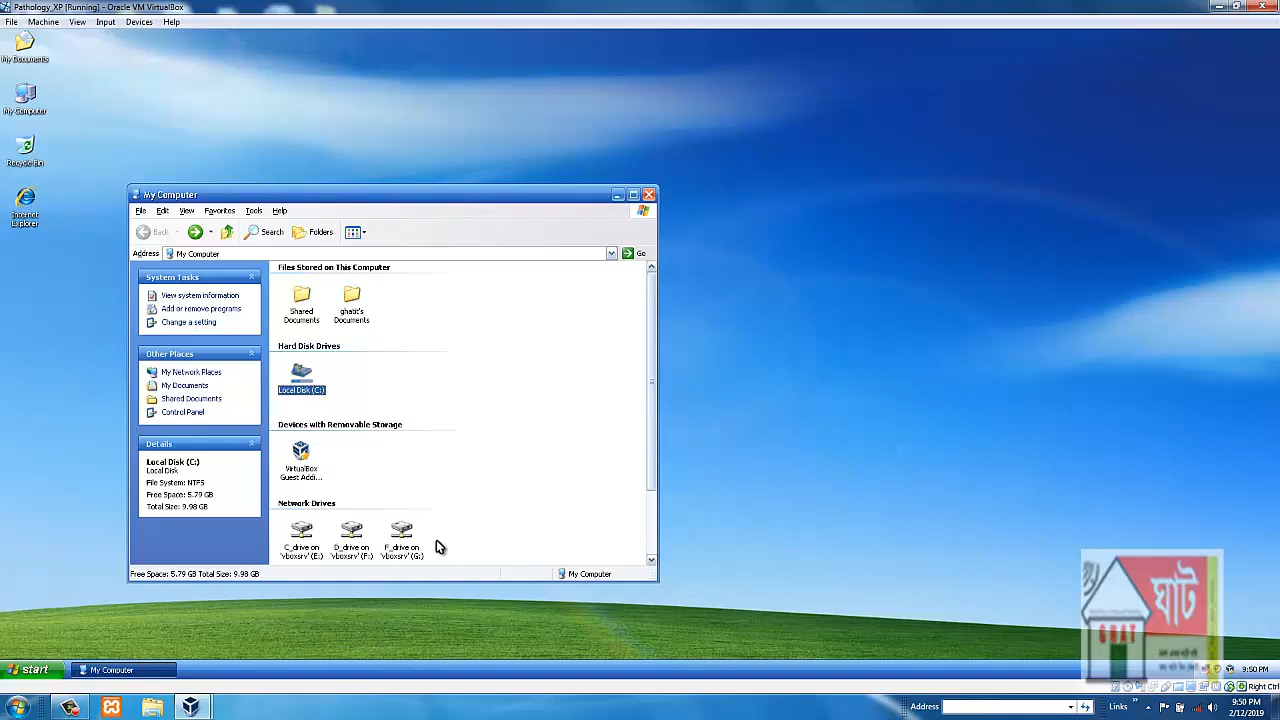 Pathology_XP [Running] - Oracle VM VirtualBox
File Machine View Input Devices Help
My Documents
My Computer
Recycle Bin
Internet
Explorer
My Computer
File Edit View Favorites Tools Help
Back Search Folders
Address My Computer Go
System Tasks
View system information
Add or remove programs
Change a setting
Other Places
My Network Places
My Documents
Shared Documents
Control Panel
Details
Local Disk (C:)
Local Disk
File System: NTFS
Free Space: 5.79 GB
Total Size: 9.98 GB
Files Stored on This Computer
Shared
Documents
ghatit's
Documents
Hard Disk Drives
Local Disk (C:)
Devices with Removable Storage
VirtualBox
Guest Addi...
Network Drives
C_drive on
'vboxsrv' (E:)
D_drive on
'vboxsrv' (F:)
F_drive on
'vboxsrv' (G:)
Free Space: 5.79 GB Total Size: 9.98 GB My Computer
ঘাট
GHAT
start My Computer 9:50 PM
Right Ctrl
Address Links 9:50 PM
2/12/2019